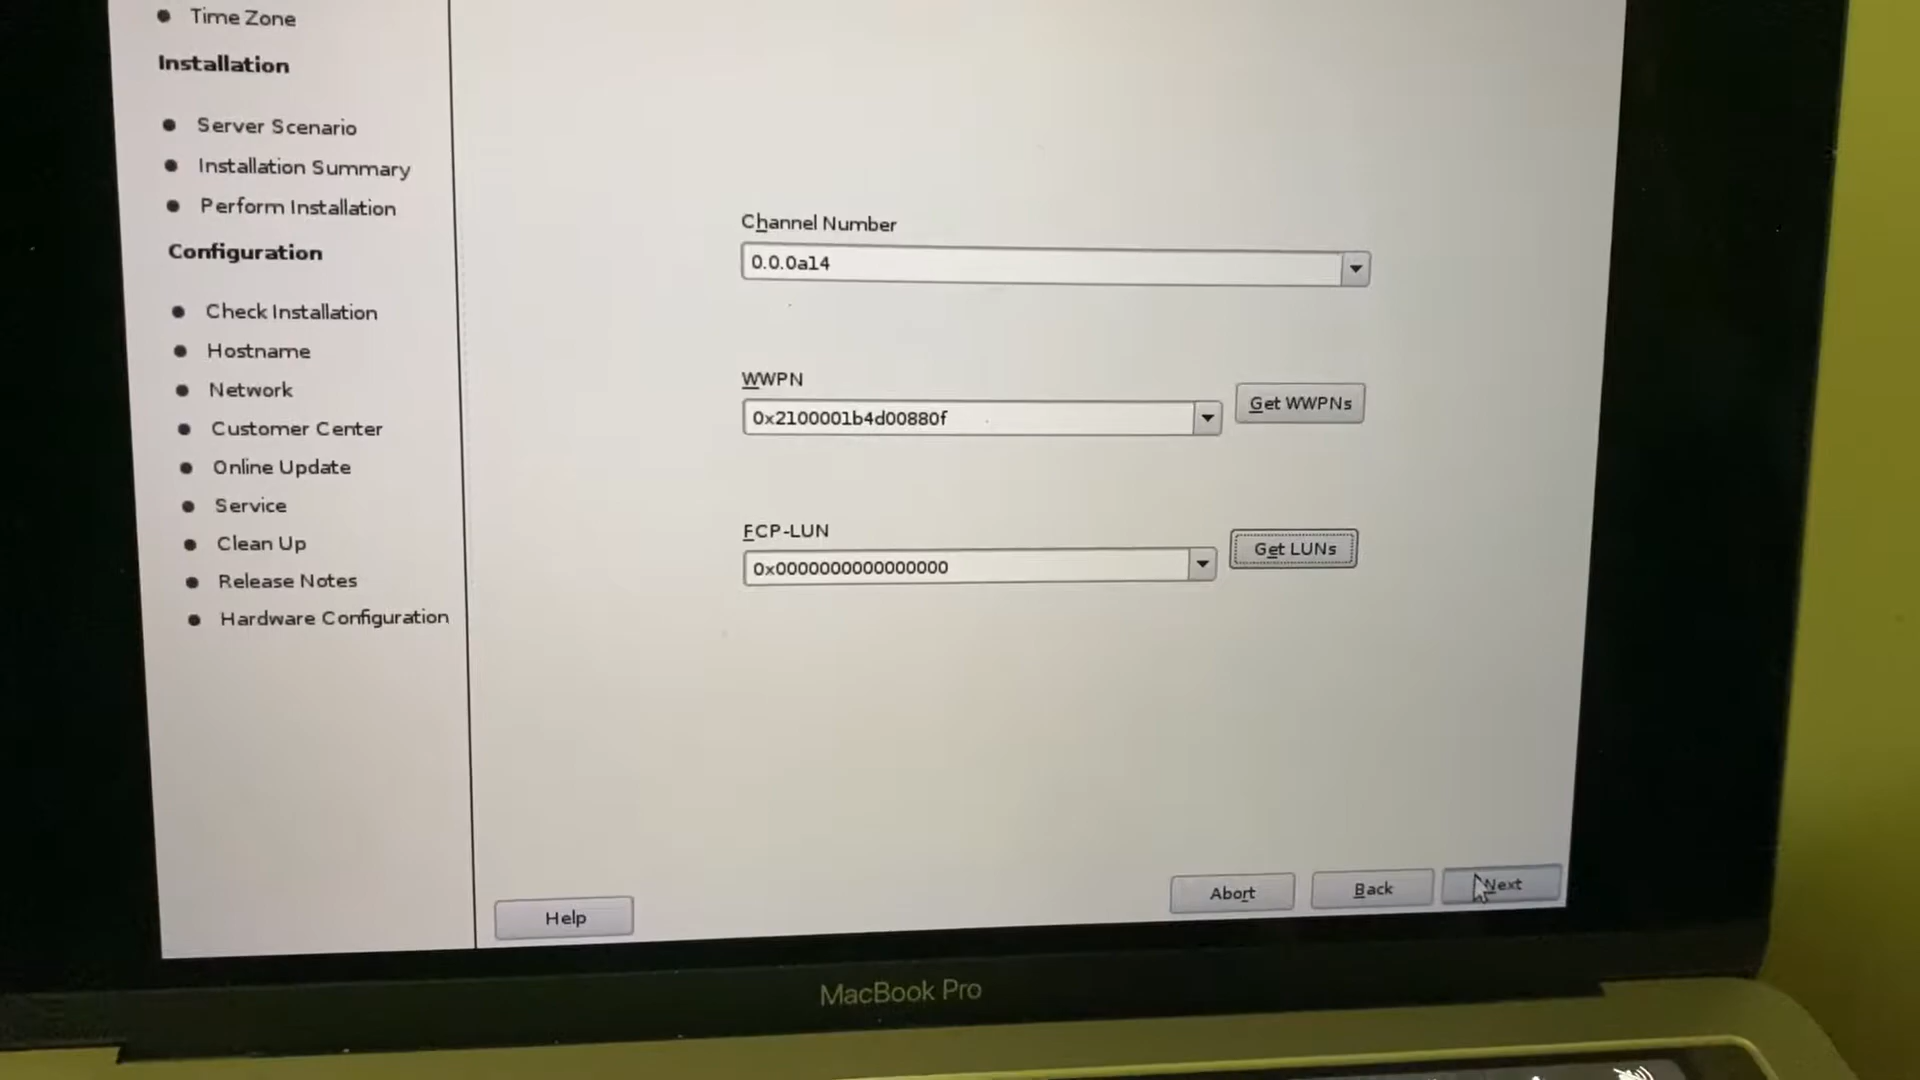 Time Zone
Installation
Server Scenario
Installation Summary
Perform Installation
Configuration
Check Installation
Hostname
Network
Customer Center
Online Update
Service
Clean Up
Release Notes
Hardware Configuration
Channel Number
0.0.0a14
WWPN
0x2100001b4d00880f
Get WWPNs
FCP-LUN
0x0000000000000000
Get LUNs
Help
Abort
Back
Next
MacBook Pro